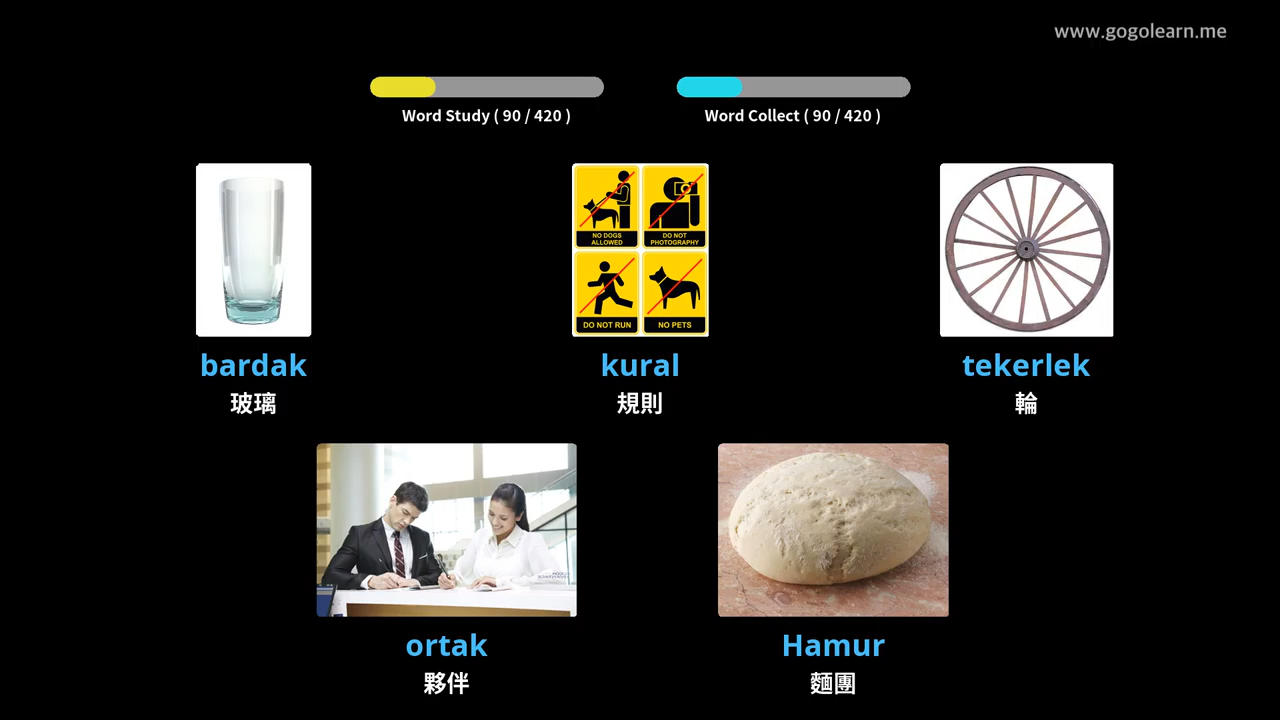 www.gogolearn.me
Word Study ( 90 / 420 )
Word Collect ( 90 / 420 )
NO DOGS
ALLOWED
DO NOT
PHOTOGRAPHY
DO NOT RUN
NO PETS
bardak
玻璃
kural
規則
tekerlek
輪
ortak
夥伴
Hamur
麵團